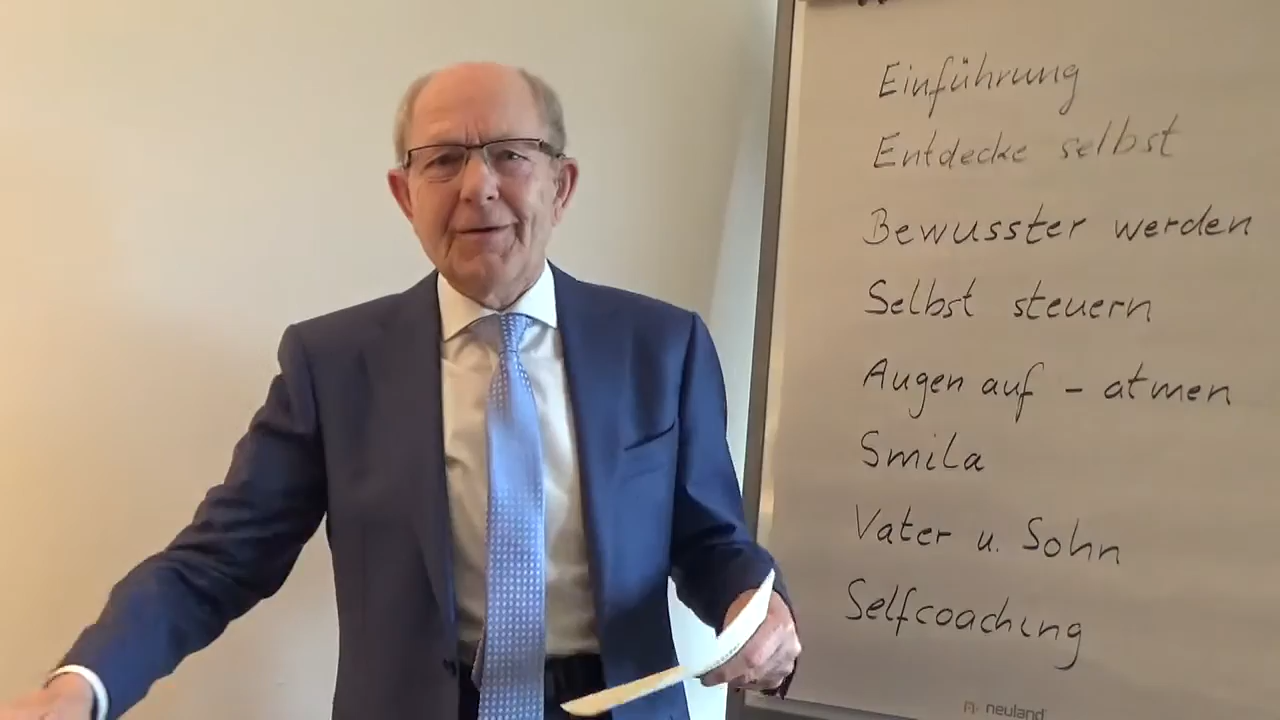 Einführung
Entdecke selbst
Bewusster werden
Selbst steuern
Augen auf - atmen
Smila
Vater u. Sohn
Selfcoaching
neuland